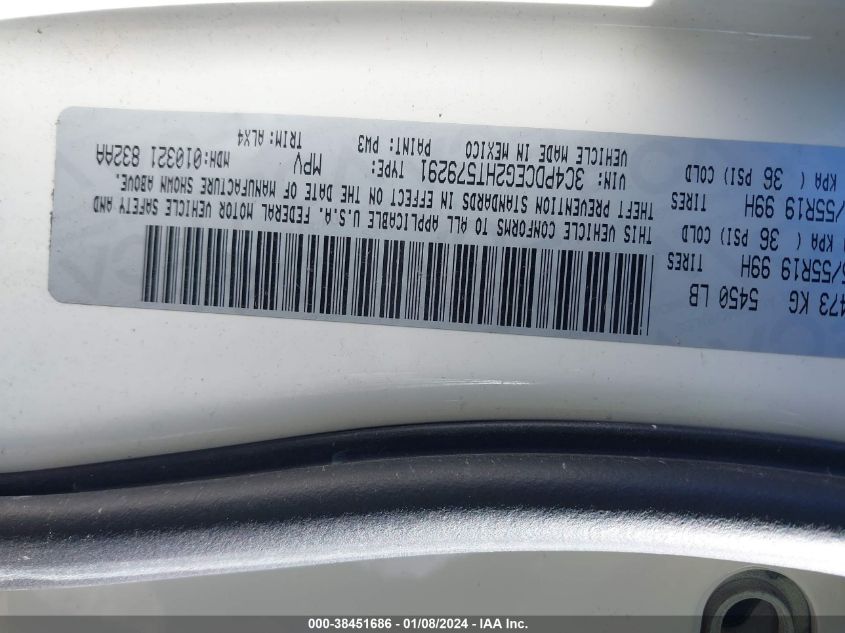 473 KG 5450 LB
5/55R19 99H TIRES
KPA ( 36 PSI) COLD
/55R19 99H TIRES
KPA ( 36 PSI) COLD
THIS VEHICLE CONFORMS TO ALL APPLICABLE U.S.A. FEDERAL MOTOR VEHICLE SAFETY AND
THEFT PREVENTION STANDARDS IN EFFECT ON THE DATE OF MANUFACTURE SHOWN ABOVE.
VIN: 3C4PDCEG2HT579291 TYPE: MPV MDH:010321 832AA
VEHICLE MADE IN MEXICO PAINT: PW3 TRIM: ALX4
000-38451686 - 01/08/2024 - IAA Inc.